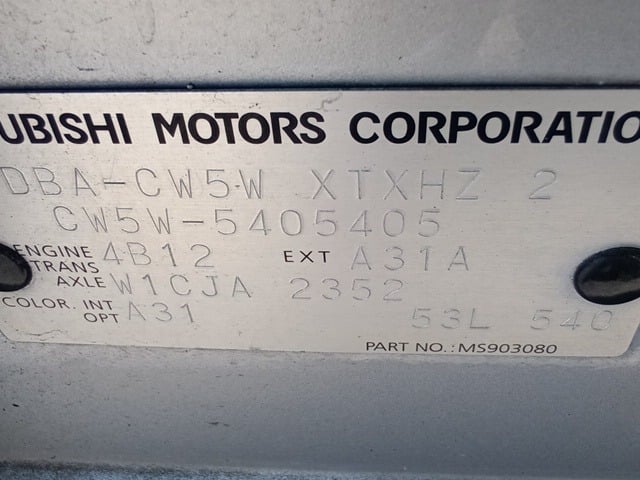 UBISHI MOTORS CORPORATIO
DBA-CW5W XTXHZ 2
CW5W-5405405
ENGINE 4B12 EXT A31A
TRANS
AXLE W1CJA 2352
COLOR. INT A31
OPT 53L 540
PART NO.: MS903080